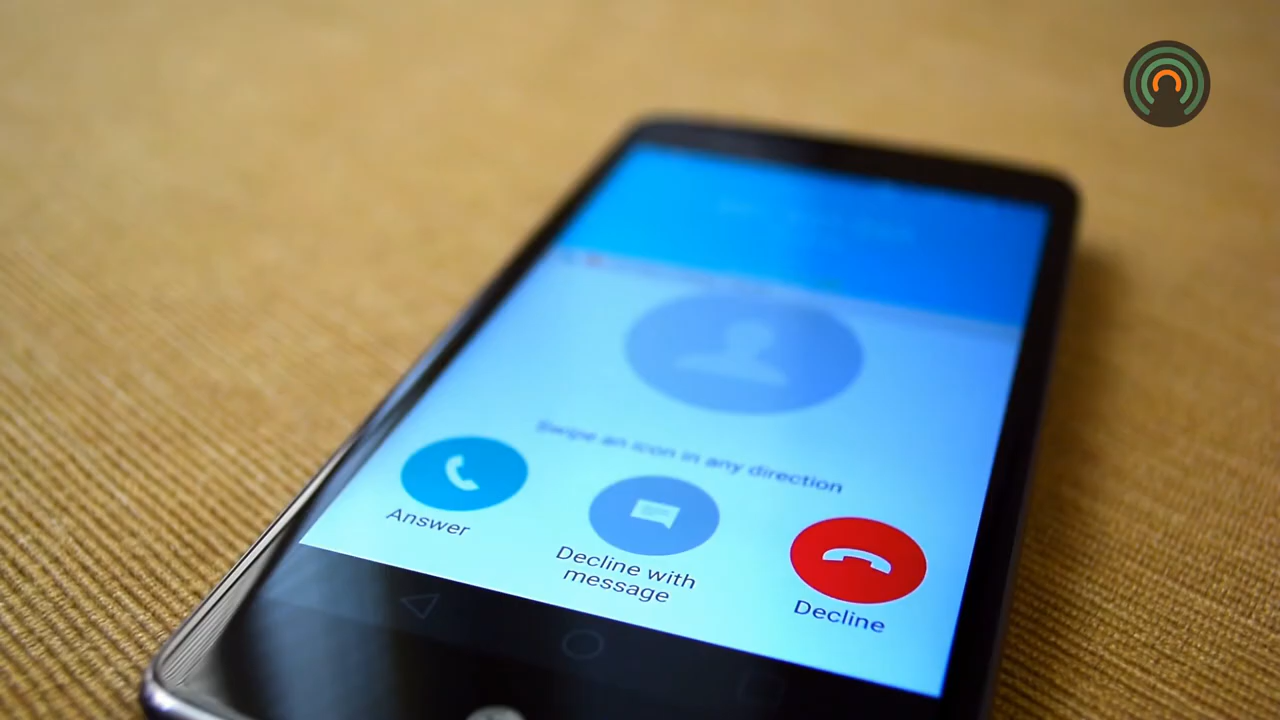 Swipe an icon in any direction
Answer
Decline with
message
Decline